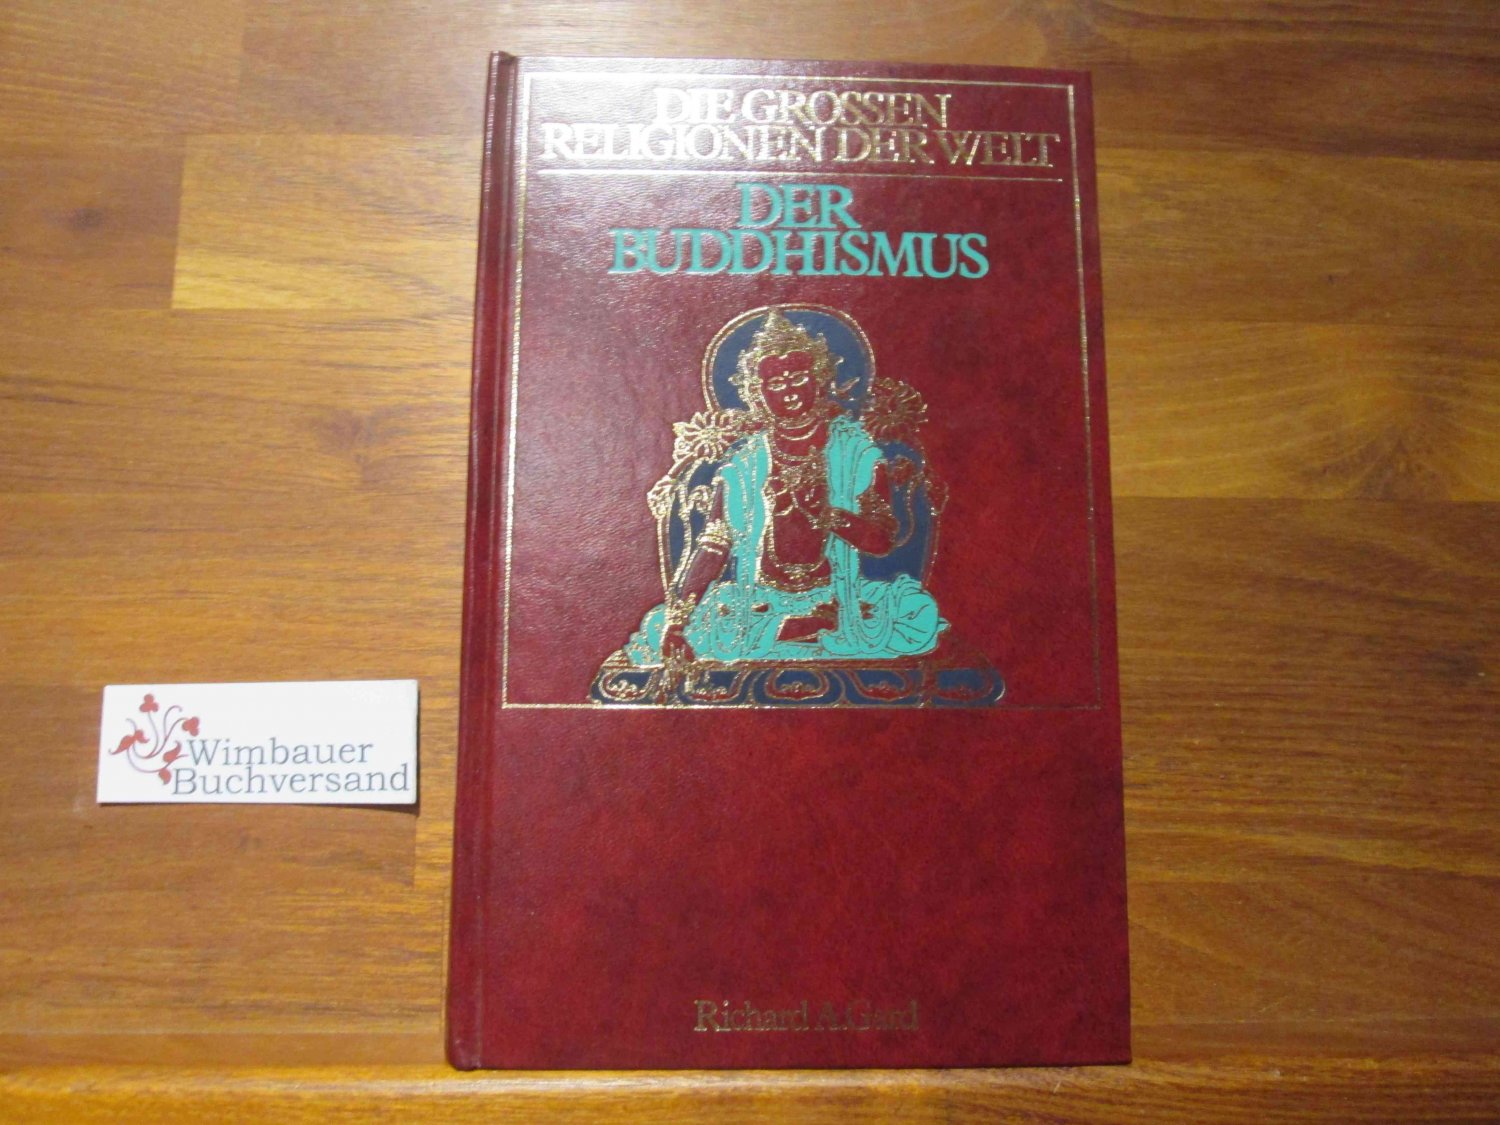 DIE GROSSEN
RELIGIONEN DER WELT
DER
BUDDHISMUS
Richard A. Gard
Wimbauer
Buchversand